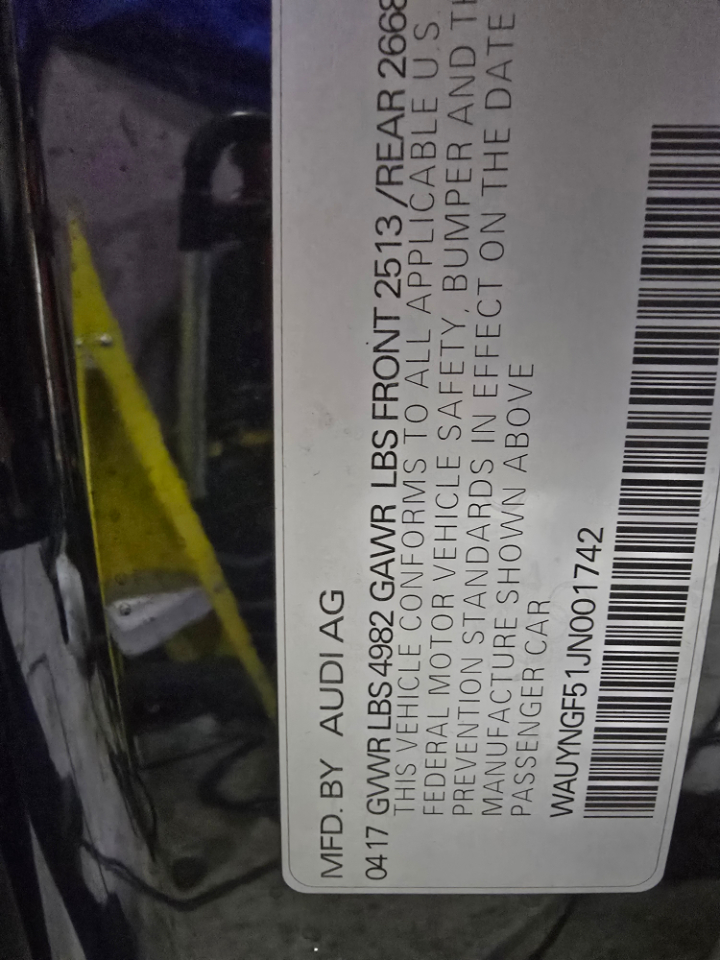 MFD. BY AUDI AG
0417 GVWR LBS 4982 GAWR LBS FRONT 2513 /REAR 2668
THIS VEHICLE CONFORMS TO ALL APPLICABLE U.S
FEDERAL MOTOR VEHICLE SAFETY, BUMPER AND
PREVENTION STANDARDS IN EFFECT ON THE DATE
MANUFACTURE SHOWN ABOVE
PASSENGER CAR
WAUYNGF51JN001742